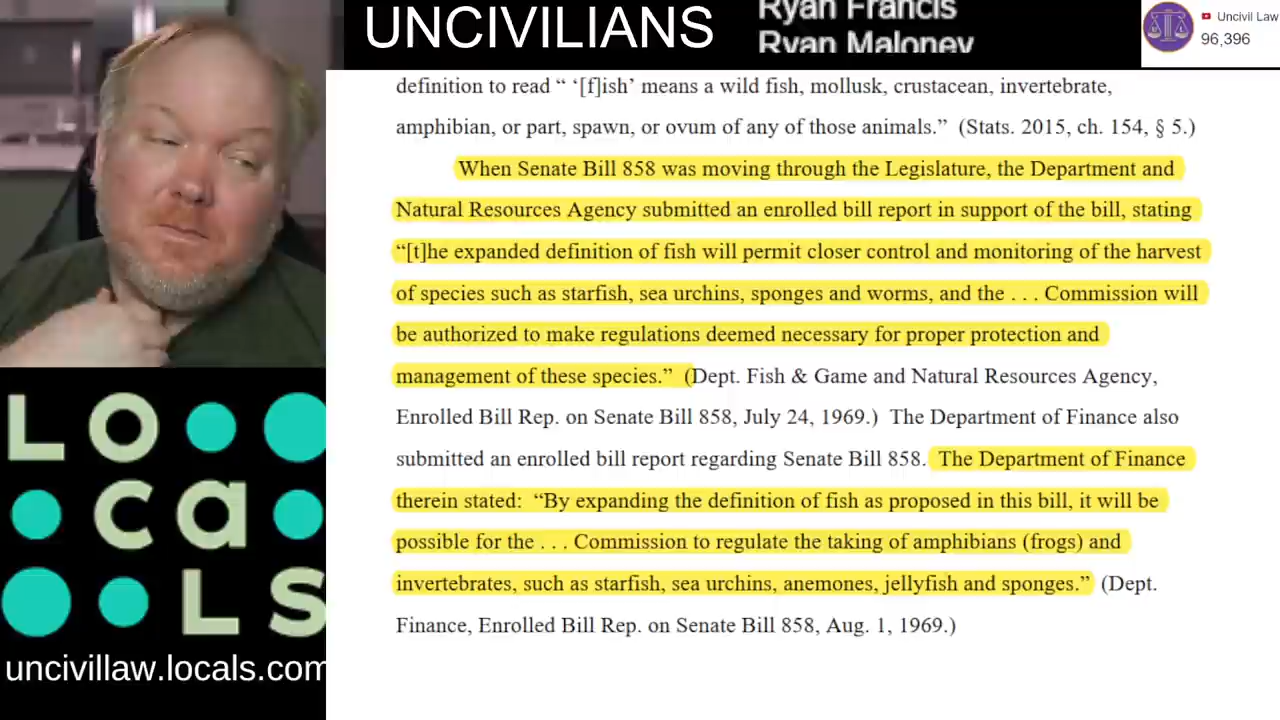 UNCIVILIANS
Ryan Francis
Ryan Maloney
Uncivil Law
96,396
definition to read “ ‘[f]ish’ means a wild fish, mollusk, crustacean, invertebrate,
amphibian, or part, spawn, or ovum of any of those animals.” (Stats. 2015, ch. 154, § 5.)
When Senate Bill 858 was moving through the Legislature, the Department and
Natural Resources Agency submitted an enrolled bill report in support of the bill, stating
“[t]he expanded definition of fish will permit closer control and monitoring of the harvest
of species such as starfish, sea urchins, sponges and worms, and the . . . Commission will
be authorized to make regulations deemed necessary for proper protection and
management of these species.” (Dept. Fish & Game and Natural Resources Agency,
Enrolled Bill Rep. on Senate Bill 858, July 24, 1969.) The Department of Finance also
submitted an enrolled bill report regarding Senate Bill 858. The Department of Finance
therein stated: “By expanding the definition of fish as proposed in this bill, it will be
possible for the . . . Commission to regulate the taking of amphibians (frogs) and
invertebrates, such as starfish, sea urchins, anemones, jellyfish and sponges.” (Dept.
Finance, Enrolled Bill Rep. on Senate Bill 858, Aug. 1, 1969.)
LO
ca
LS
uncivillaw.locals.com